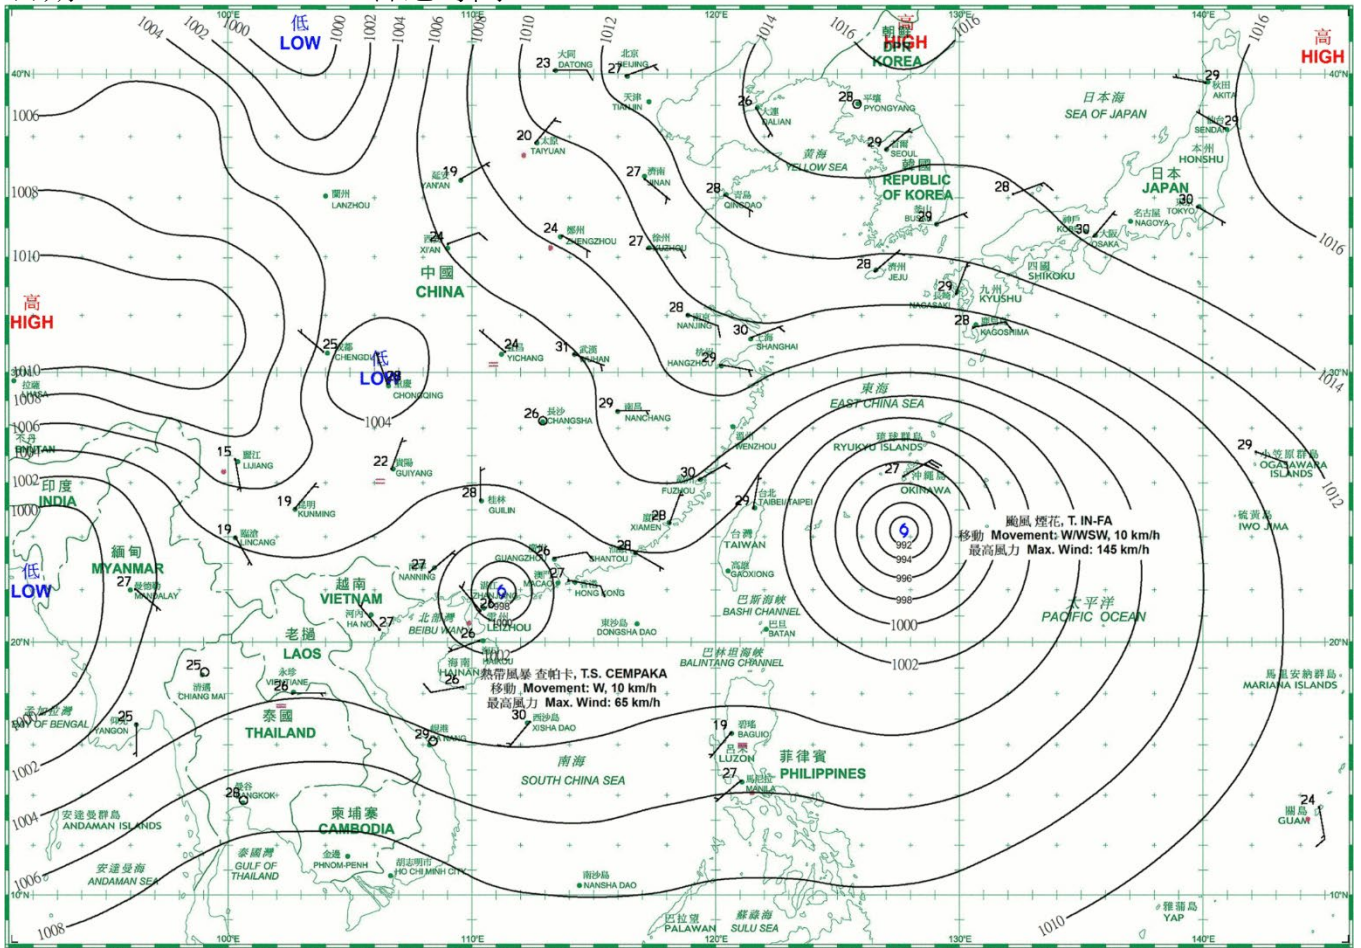 100°E
110°E
120°E
130°E
140°E
1006
1004
1002
1000
低
LOW
1000
1002
1004
1006
1008
1010
1012
1014
1016
高
HIGH
1016
1016
高
HIGH
朝鮮
DPR
KOREA
40°N
40°N
23
大同
DATONG
27
北京
BEIJING
天津
TIANJIN
26
大連
DALIAN
28
平壤
PYONGYANG
29
秋田
AKITA
29
仙台
SENDAI
日本海
SEA OF JAPAN
本州
HONSHU
日本
JAPAN
1006
20
太原
TAIYUAN
19
延安
YAN'AN
27
濟南
JINAN
黃海
YELLOW SEA
29
首爾
SEOUL
韓國
REPUBLIC
OF KOREA
1008
蘭州
LANZHOU
28
青島
QINGDAO
28
30
TOKYO
名古屋
NAGOYA
釜山
BUSAN
29
神戶
KOBE
30
大阪
OSAKA
24
XI'AN
24
鄭州
ZHENGZHOU
27
徐州
XUZHOU
1016
1010
中國
CHINA
28
濟州
JEJU
四國
SHIKOKU
29
長崎
NAGASAKI
九州
KYUSHU
高
HIGH
28
南京
NANJING
30
上海
SHANGHAI
28
鹿兒島
KAGOSHIMA
25
成都
CHENGDU
24
宜昌
YICHANG
31
武漢
WUHAN
杭州
HANGZHOU
29
低
LOW
1010
30°N
拉薩
LHASA
重慶
CHONGQING
1014
1008
1004
東海
EAST CHINA SEA
26
長沙
CHANGSHA
29
南昌
NANCHANG
1006
溫州
WENZHOU
琉球群島
RYUKYU ISLANDS
不丹
BHUTAN
15
麗江
LIJIANG
22
貴陽
GUIYANG
30
FUZHOU
27
沖繩島
OKINAWA
29
小笠原群島
OGASAWARA
ISLANDS
1002
印度
INDIA
1000
19
昆明
KUNMING
28
桂林
GUILIN
29
台北
TAIBEI/TAIPEI
1012
硫黃島
IWO JIMA
28
XIAMEN
颱風 煙花, T. IN-FA
移動 Movement: W/WSW, 10 km/h
最高風力 Max. Wind: 145 km/h
992
994
996
998
1000
1002
19
臨滄
LINCANG
台灣
TAIWAN
緬甸
MYANMAR
27
曼德勒
MANDALAY
低
LOW
越南
VIETNAM
27
南寧
NANNING
26
GUANGZHOU
28
汕頭
SHANTOU
高雄
GAOXIONG
澳門
MACAO
27
香港
HONG KONG
湛江
ZHANJIANG
998
1000
1002
河內
HA NOI
27
北部灣
BEIBU WAN
雷州
LEIZHOU
東沙島
DONGSHA DAO
巴斯海峽
BASHI CHANNEL
巴旦
BATAN
太平洋
PACIFIC OCEAN
老撾
LAOS
26
海口
HAIKOU
20°N
巴林坦海峽
BALINTANG CHANNEL
25
清邁
CHIANG MAI
永珍
VIENTIANE
26
海南
HAINAN
26
熱帶風暴 查帕卡, T.S. CEMPAKA
移動 Movement: W, 10 km/h
最高風力 Max. Wind: 65 km/h
馬里安納群島
MARIANA ISLANDS
孟加拉灣
BAY OF BENGAL
1000
25
仰光
YANGON
泰國
THAILAND
29
峴港
DA NANG
30
西沙島
XISHA DAO
19
碧瑤
BAGUIO
呂宋
LUZON
菲律賓
PHILIPPINES
1002
南海
SOUTH CHINA SEA
27
馬尼拉
MANILA
28
曼谷
BANGKOK
24
關島
GUAM
1004
安達曼群島
ANDAMAN ISLANDS
柬埔寨
CAMBODIA
金邊
PHNOM-PENH
泰國灣
GULF OF
THAILAND
胡志明市
HO CHI MINH CITY
安達曼海
ANDAMAN SEA
1006
南沙島
NANSHA DAO
10°N
10°N
1008
1010
巴拉望
PALAWAN
蘇祿海
SULU SEA
雅蒲島
YAP
100°E
110°E
120°E
130°E
140°E